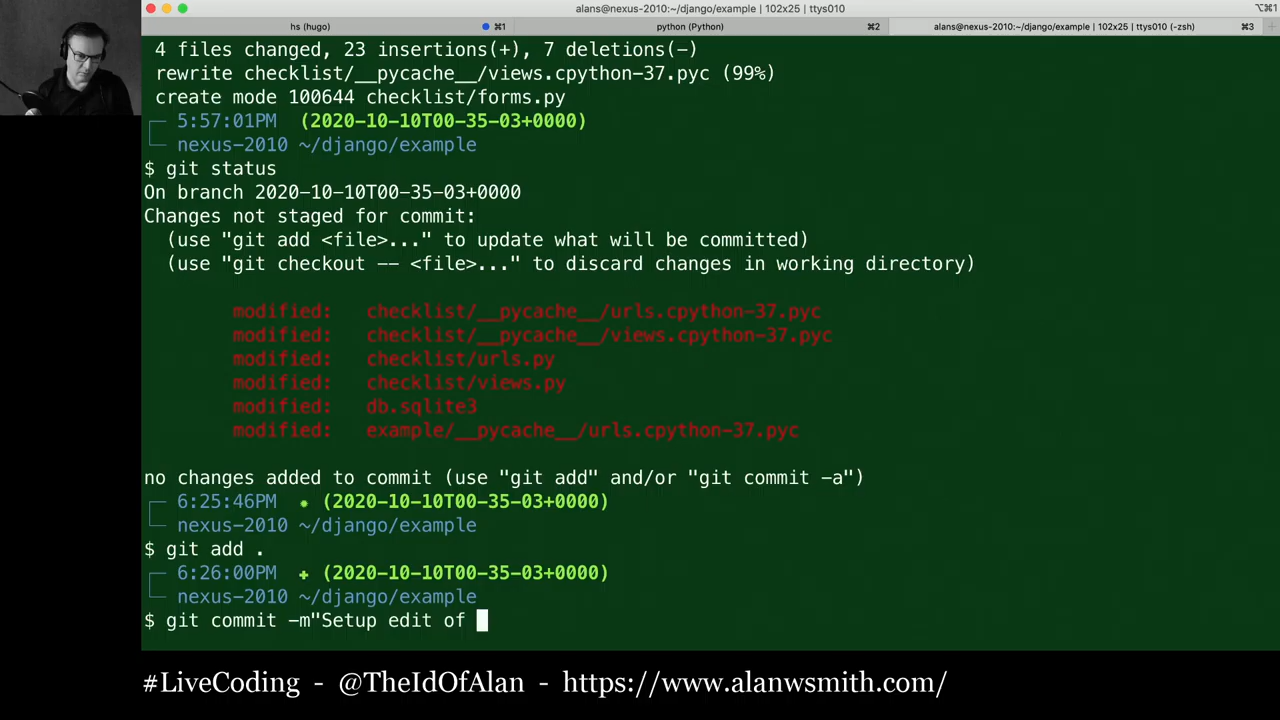 alans@nexus-2010:~/django/example | 102x25 | ttys010
⌥⌘1
hs (hugo) ⌘1 python (Python) ⌘2 alans@nexus-2010:~/django/example | 102x25 | ttys010 (-zsh) ⌘3
4 files changed, 23 insertions(+), 7 deletions(-)
rewrite checklist/__pycache__/views.cpython-37.pyc (99%)
create mode 100644 checklist/forms.py
5:57:01PM (2020-10-10T00-35-03+0000)
nexus-2010 ~/django/example
$ git status
On branch 2020-10-10T00-35-03+0000
Changes not staged for commit:
(use "git add <file>..." to update what will be committed)
(use "git checkout -- <file>..." to discard changes in working directory)
modified: checklist/__pycache__/urls.cpython-37.pyc
modified: checklist/__pycache__/views.cpython-37.pyc
modified: checklist/urls.py
modified: checklist/views.py
modified: db.sqlite3
modified: example/__pycache__/urls.cpython-37.pyc
no changes added to commit (use "git add" and/or "git commit -a")
6:25:46PM ✹ (2020-10-10T00-35-03+0000)
nexus-2010 ~/django/example
$ git add .
6:26:00PM ✚ (2020-10-10T00-35-03+0000)
nexus-2010 ~/django/example
$ git commit -m"Setup edit of
#LiveCoding - @TheIdOfAlan - https://www.alanwsmith.com/